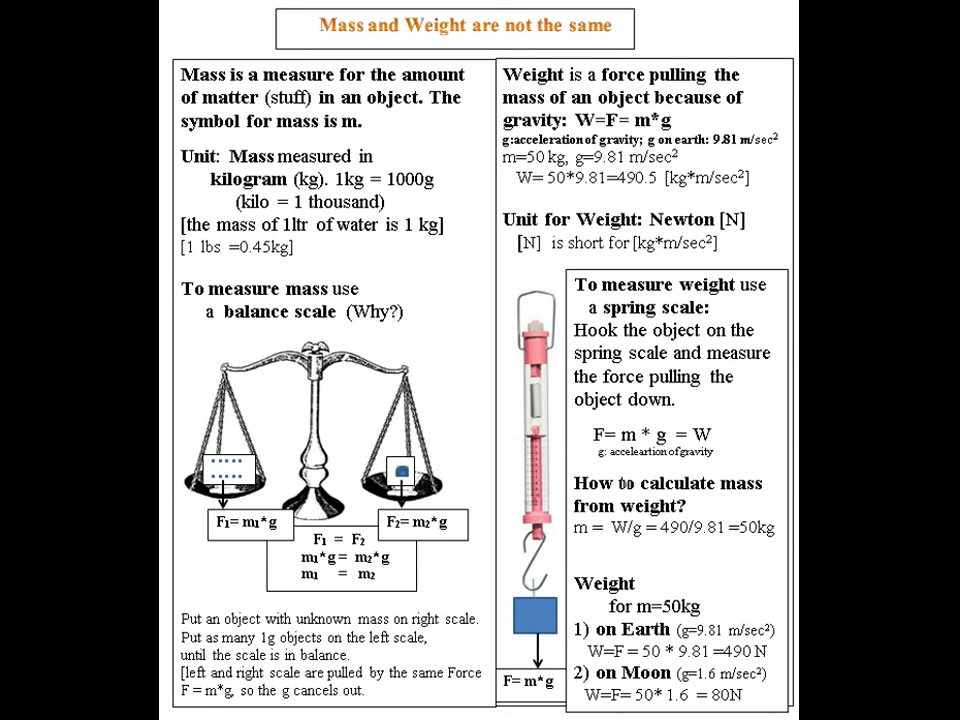 Mass and Weight are not the same
Mass is a measure for the amount
of matter (stuff) in an object. The
symbol for mass is m.
Unit: Mass measured in
kilogram (kg). 1kg = 1000g
(kilo = 1 thousand)
[the mass of 1ltr of water is 1 kg]
[1 lbs =0.45kg]
To measure mass use
a balance scale (Why?)
F₁= m₁*g
F₂= m₂*g
F₁ = F₂
m₁*g = m₂*g
m₁ = m₂
Put an object with unknown mass on right scale.
Put as many 1g objects on the left scale,
until the scale is in balance.
[left and right scale are pulled by the same Force
F = m*g, so the g cancels out.
Weight is a force pulling the
mass of an object because of
gravity: W=F= m*g
g:acceleration of gravity; g on earth: 9.81 m/sec²
m=50 kg, g=9.81 m/sec²
W= 50*9.81=490.5 [kg*m/sec²]
Unit for Weight: Newton [N]
[N] is short for [kg*m/sec²]
To measure weight use
a spring scale:
Hook the object on the
spring scale and measure
the force pulling the
object down.
F= m * g = W
g: acceleartion of gravity
How to calculate mass
from weight?
m = W/g = 490/9.81 =50kg
Weight
for m=50kg
1) on Earth (g=9.81 m/sec²)
W=F = 50 * 9.81 =490 N
2) on Moon (g=1.6 m/sec²)
W=F= 50* 1.6 = 80N
F= m*g